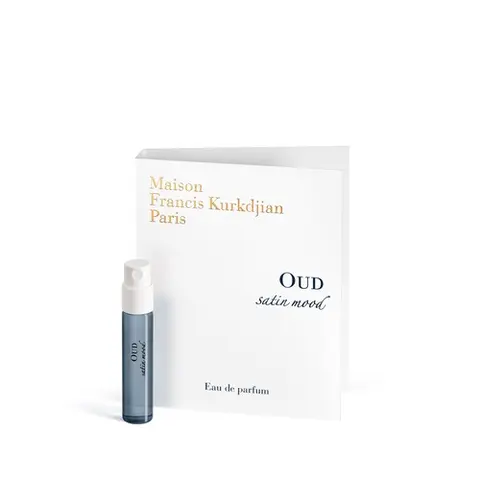 Maison
Francis Kurkdjian
Paris
OUD
satin mood
Eau de parfum
OUD
satin mood